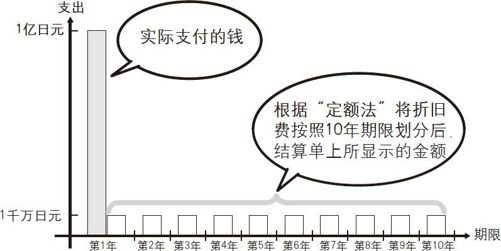 支出
1亿日元
实际支付的钱
根据“定额法”将折旧
费按照10年期限划分后,
结算单上所显示的金额
1千万日元
第1年 第2年 第3年 第4年 第5年 第6年 第7年 第8年 第9年 第10年
期限